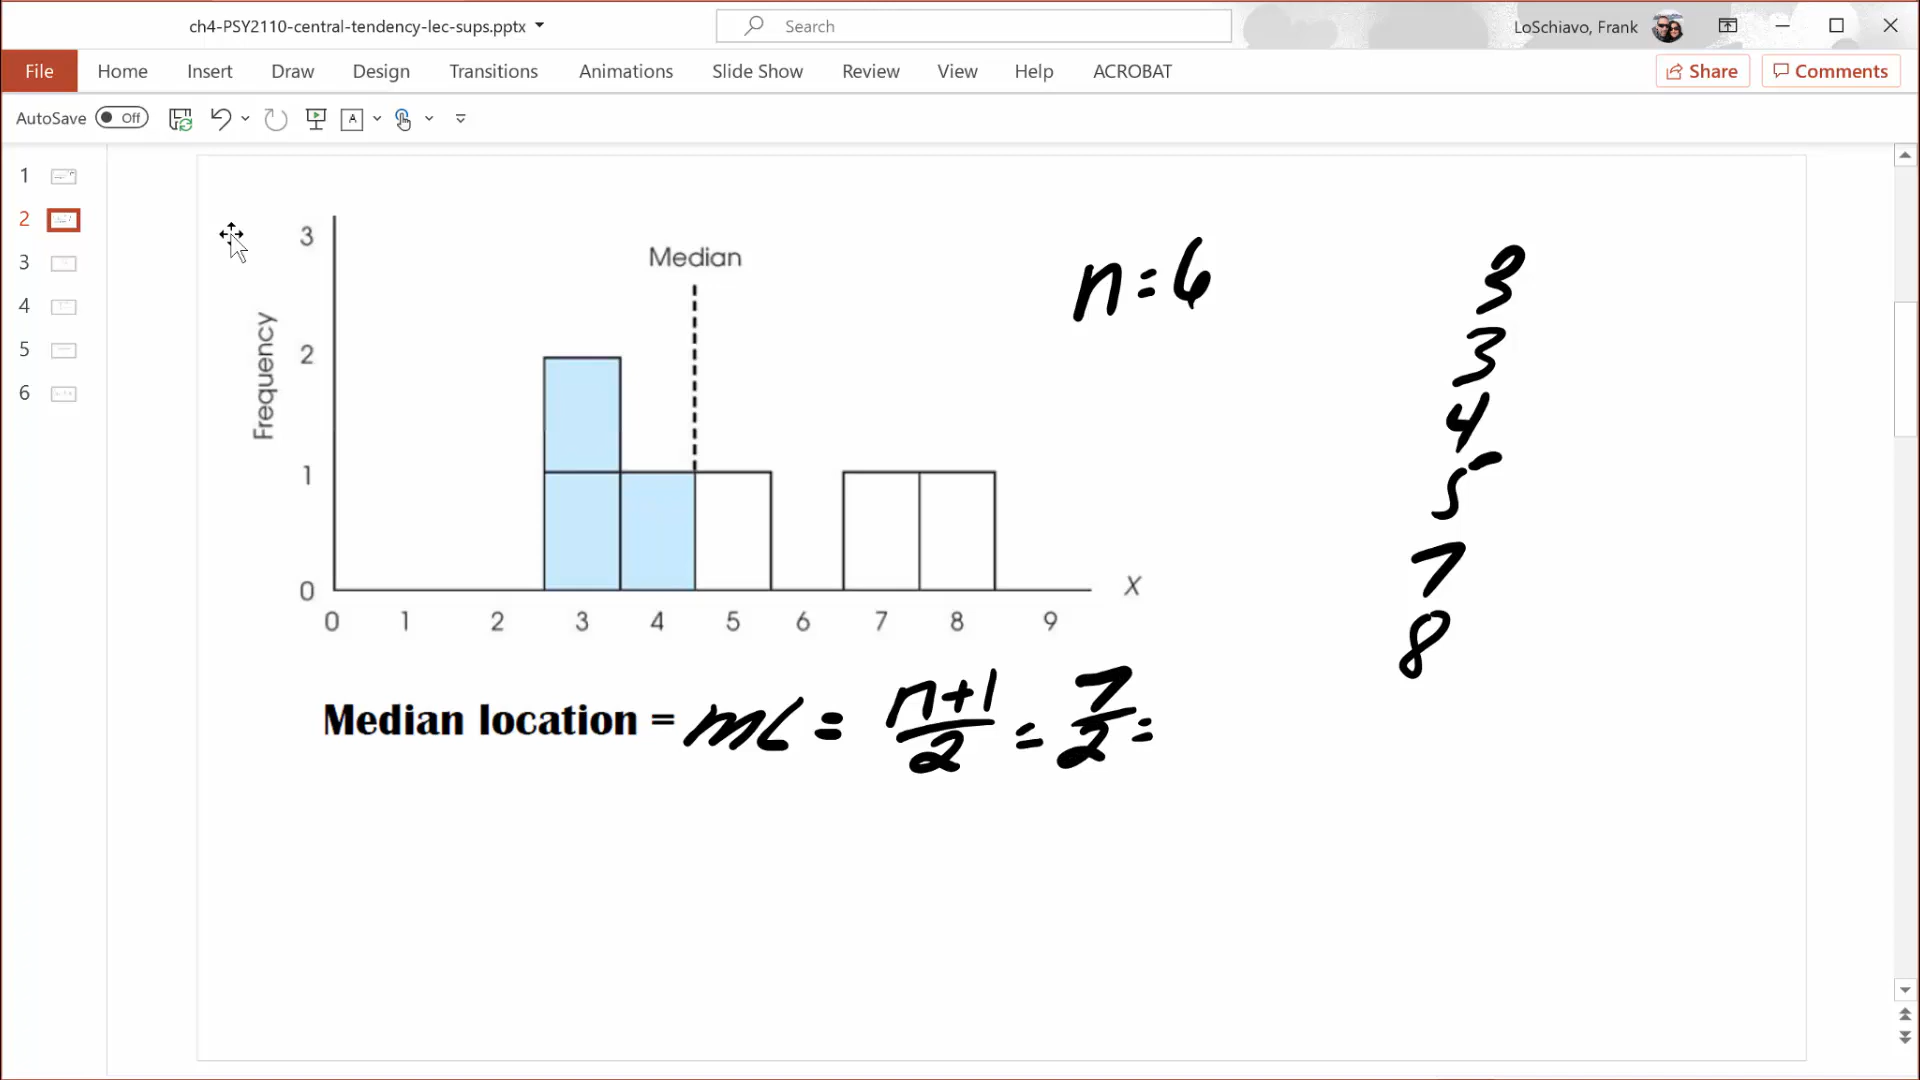 ch4-PSY2110-central-tendency-lec-sups.pptx
Search
LoSchiavo, Frank
File Home Insert Draw Design Transitions Animations Slide Show Review View Help ACROBAT Share Comments
AutoSave Off A
1
2
3
4
5
6
3
Median
2
Frequency
1
0
X
0 1 2 3 4 5 6 7 8 9
n = 6
3
3
4
5
7
8
Median location = mL = n+1/2 = 7/2 =